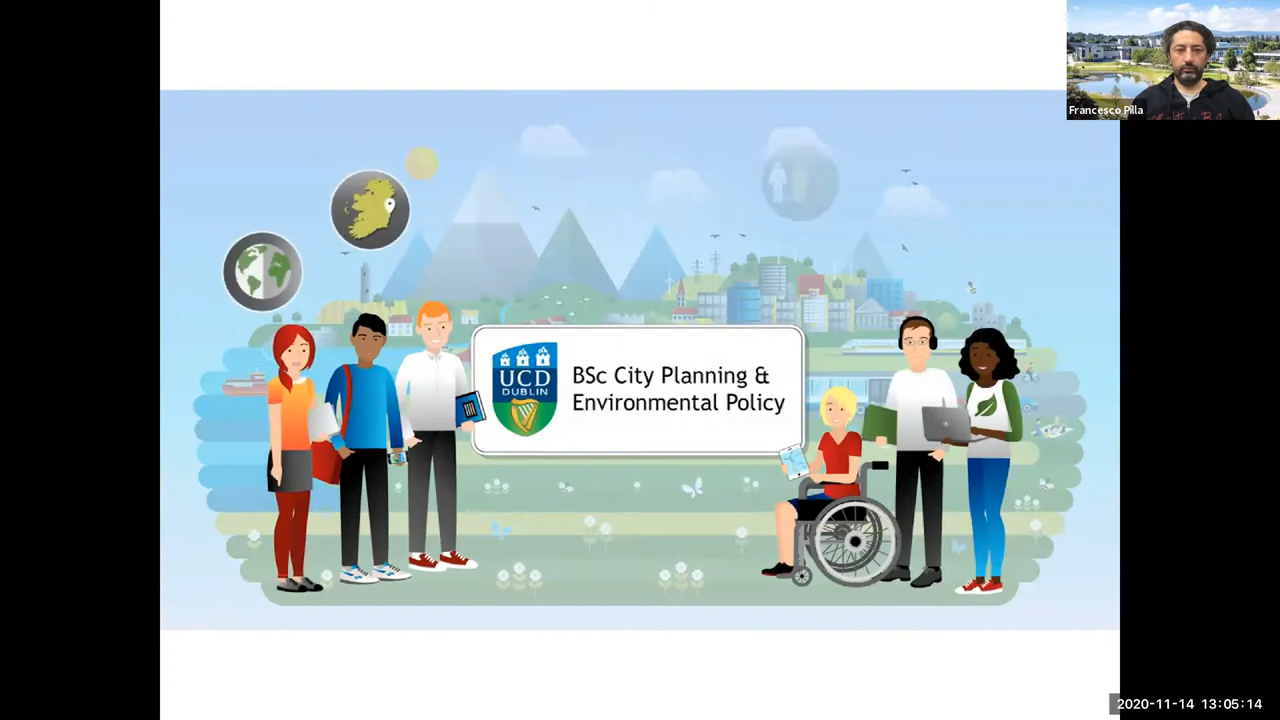 Francesco Pilla
UCD
DUBLIN
BSc City Planning &
Environmental Policy
2020-11-14 13:05:14